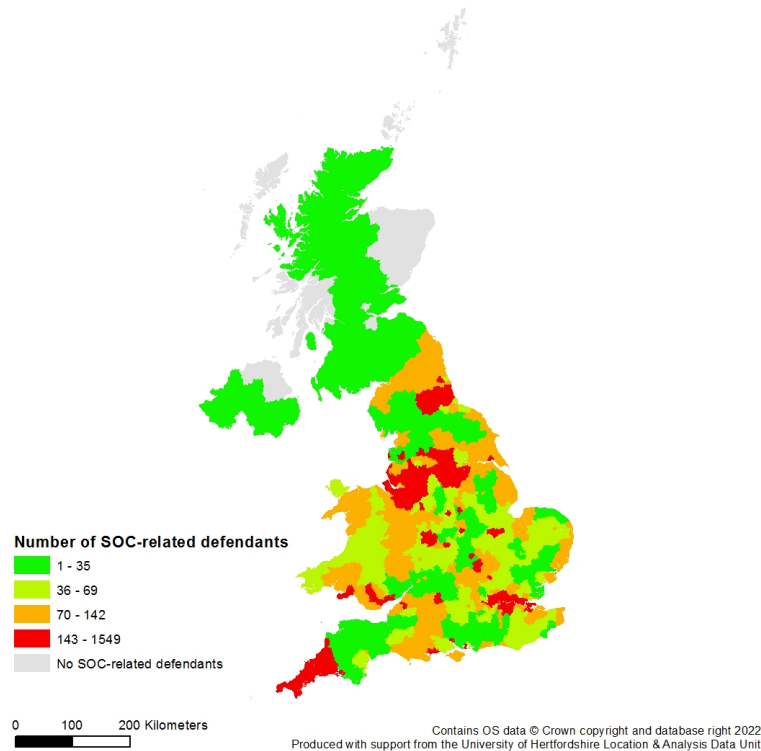 Number of SOC-related defendants
1 - 35
36 - 69
70 - 142
143 - 1549
No SOC-related defendants
0 100 200 Kilometers
Contains OS data © Crown copyright and database right 2022
Produced with support from the University of Hertfordshire Location & Analysis Data Unit